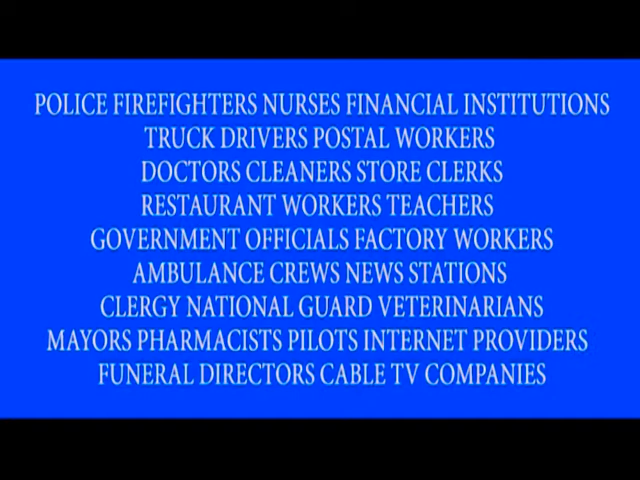 POLICE FIREFIGHTERS NURSES FINANCIAL INSTITUTIONS
TRUCK DRIVERS POSTAL WORKERS
DOCTORS CLEANERS STORE CLERKS
RESTAURANT WORKERS TEACHERS
GOVERNMENT OFFICIALS FACTORY WORKERS
AMBULANCE CREWS NEWS STATIONS
CLERGY NATIONAL GUARD VETERINARIANS
MAYORS PHARMACISTS PILOTS INTERNET PROVIDERS
FUNERAL DIRECTORS CABLE TV COMPANIES